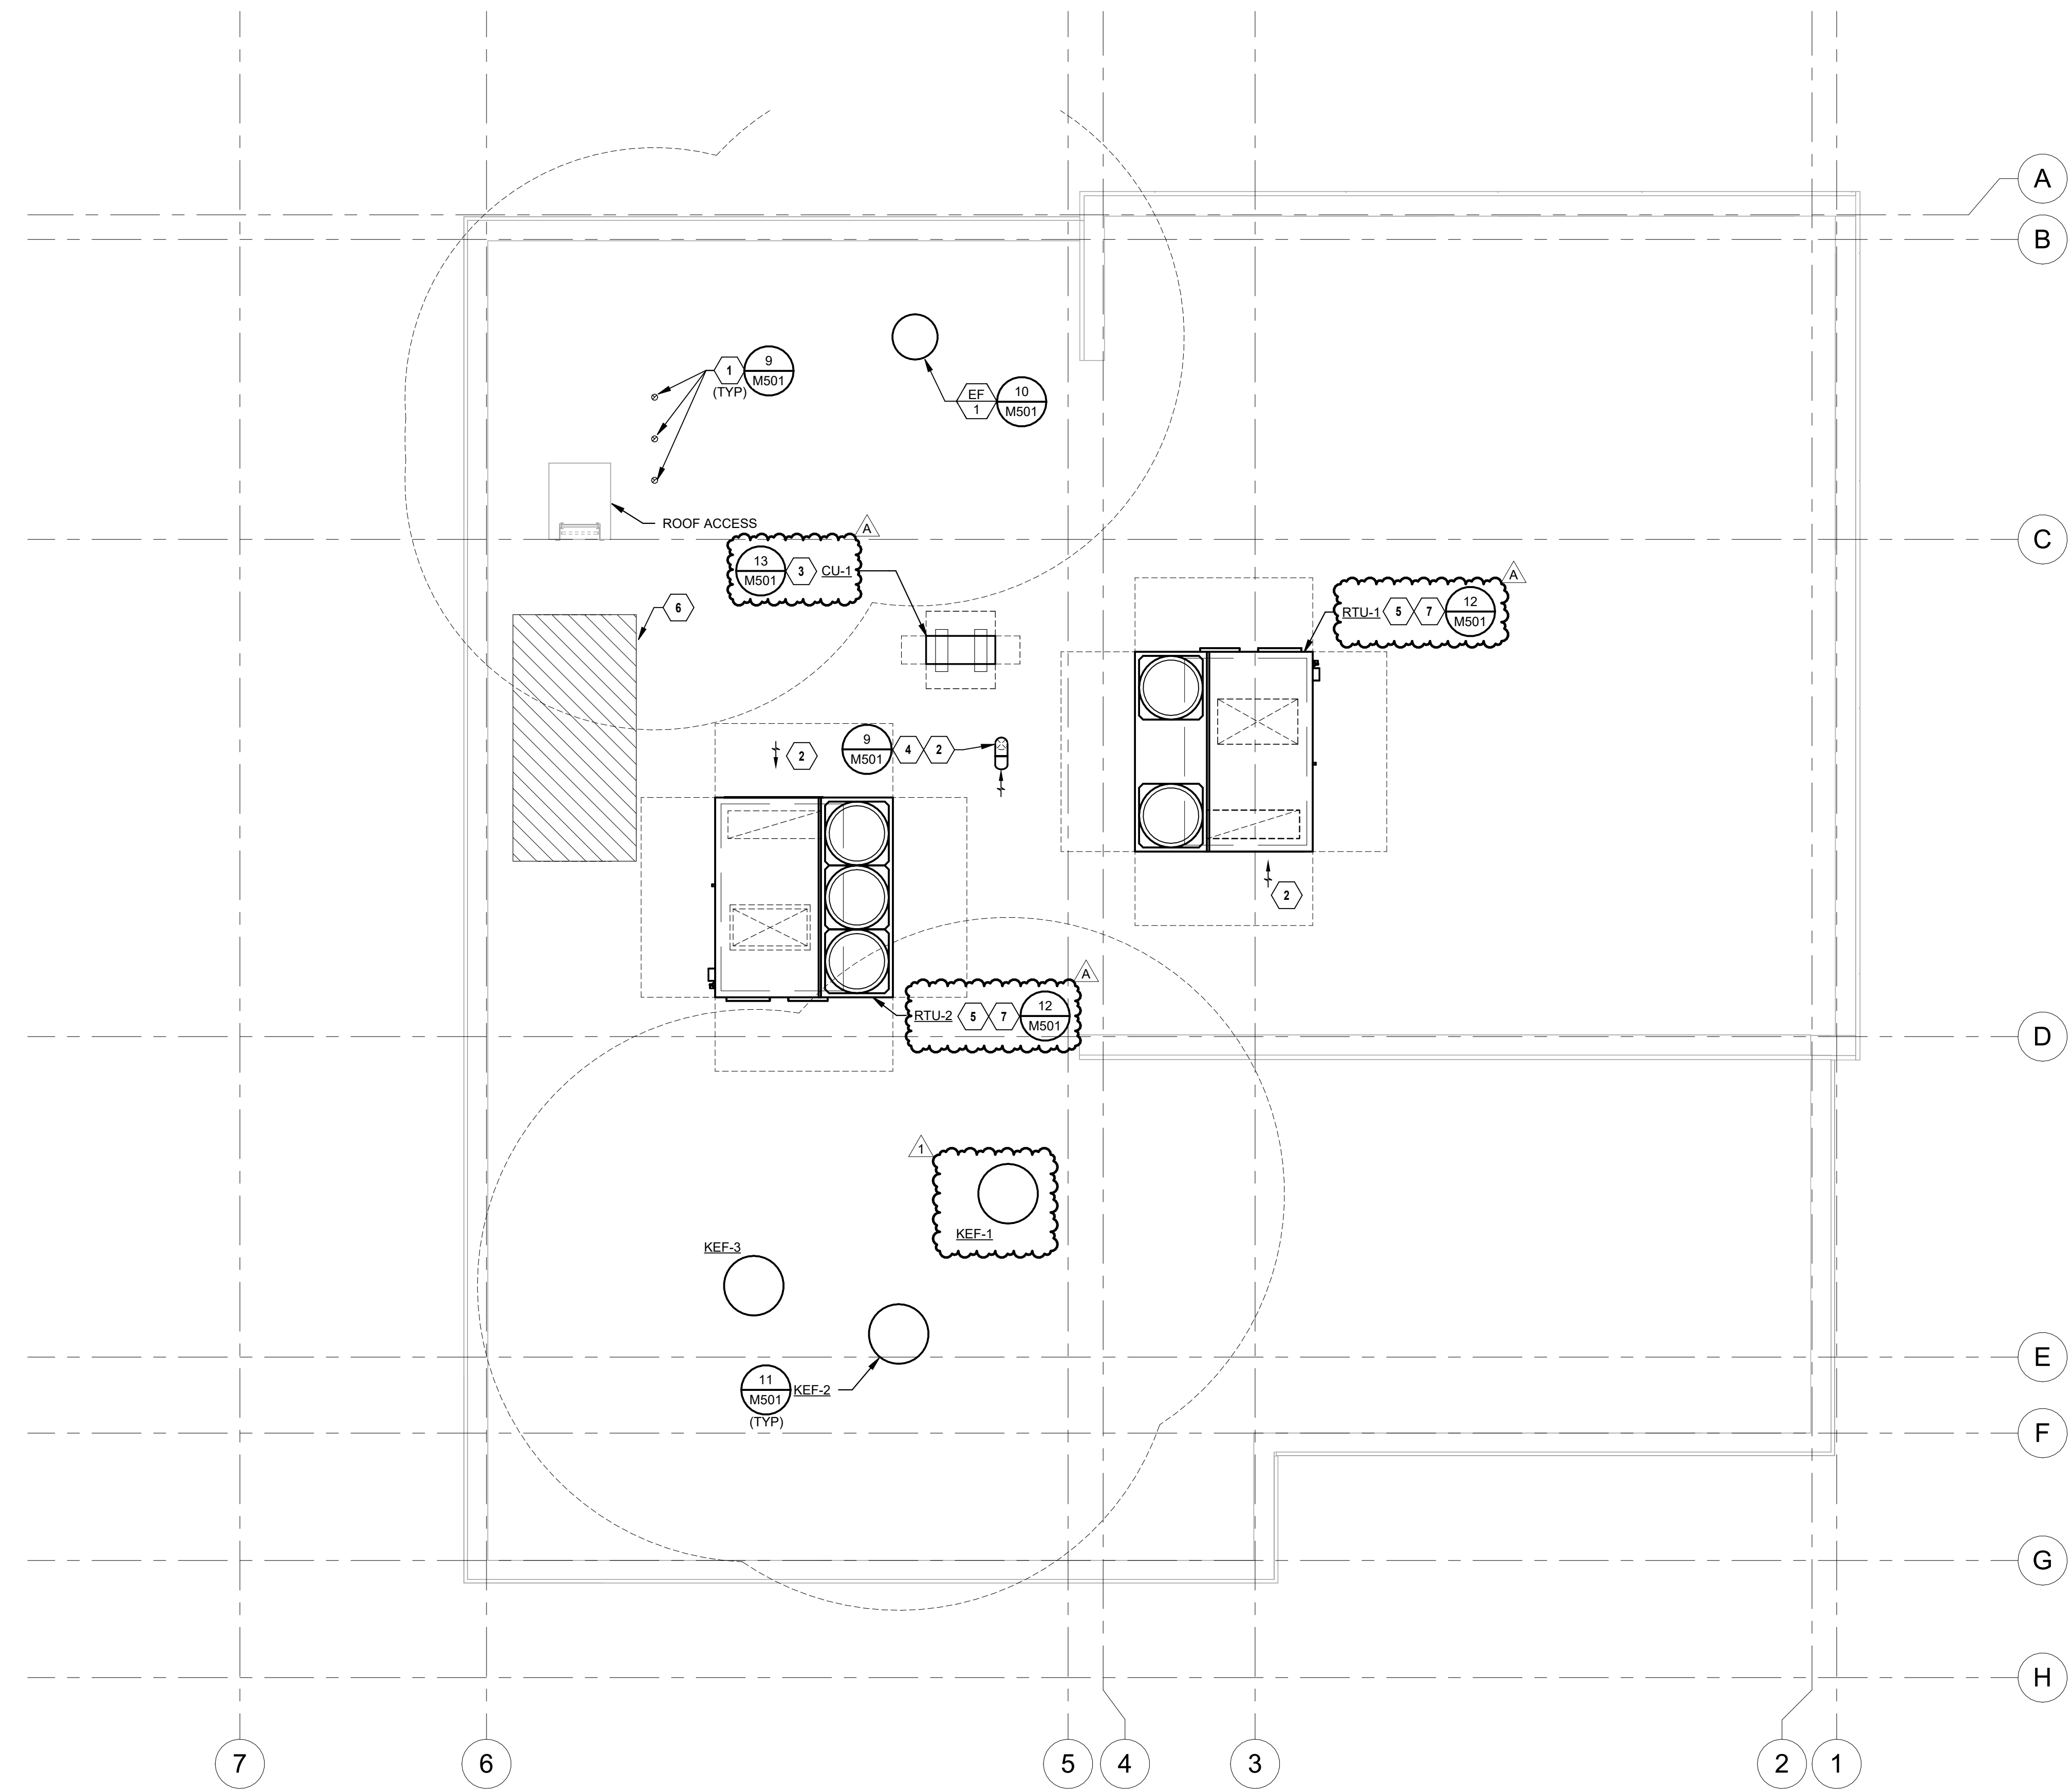 A
B
9
M501
1
(TYP)
EF
1
10
M501
ROOF ACCESS
A
C
13
M501
3
CU-1
A
RTU-1
5
7
12
M501
6
2
9
M501
4
2
2
A
RTU-2
5
7
12
M501
D
1
KEF-1
KEF-3
E
11
M501
KEF-2
(TYP)
F
G
H
7
6
5
4
3
2
1